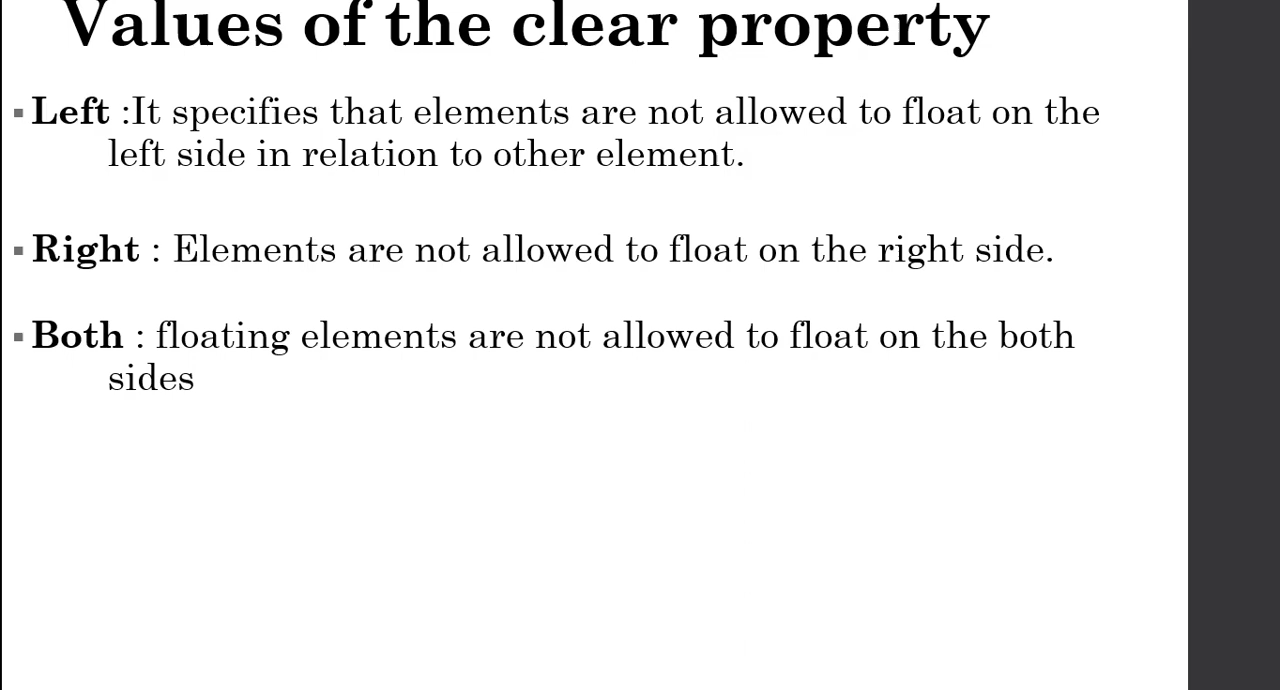 Values of the clear property
▪ Left :It specifies that elements are not allowed to float on the
left side in relation to other element.
▪ Right : Elements are not allowed to float on the right side.
▪ Both : floating elements are not allowed to float on the both
sides